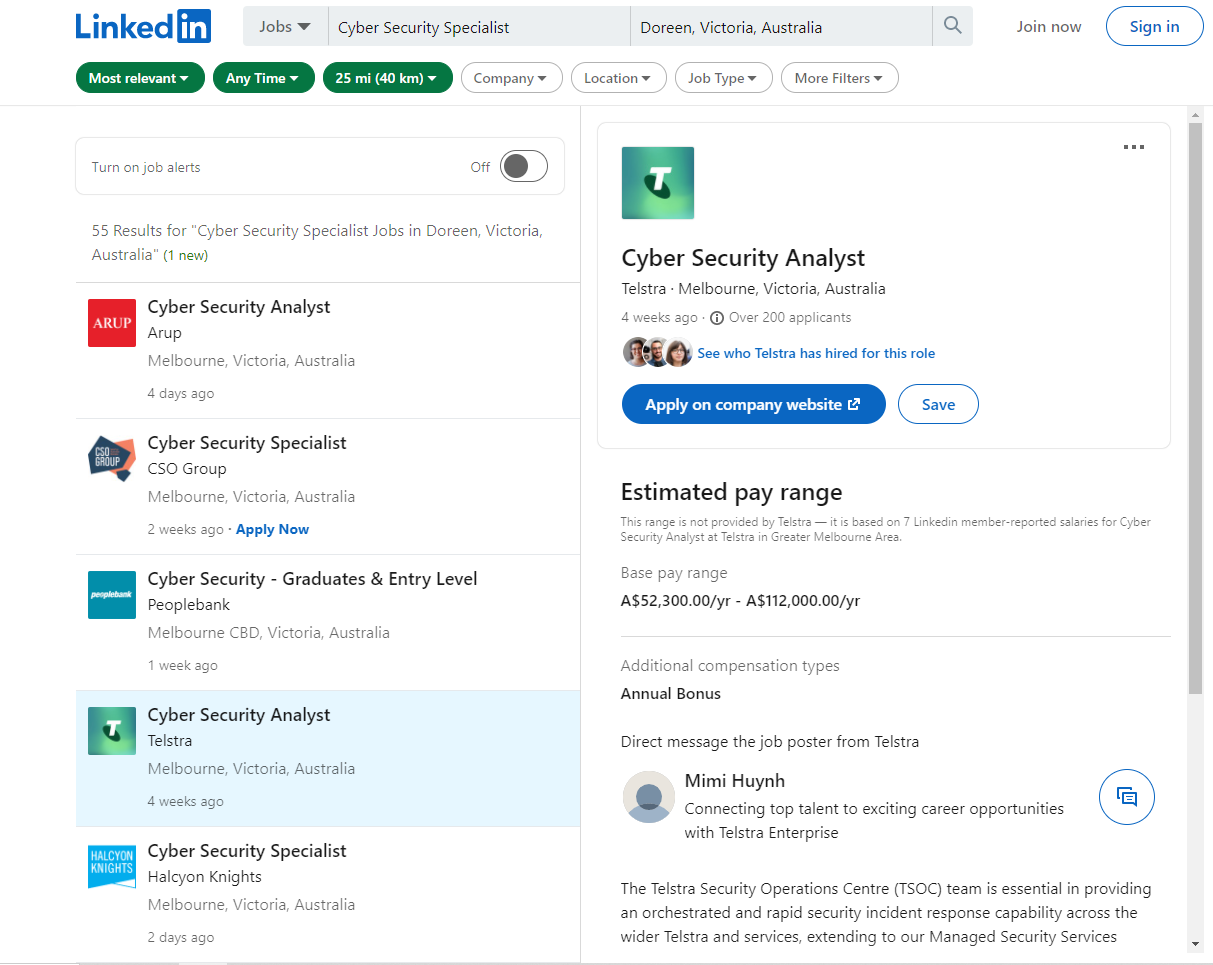 LinkedIn
Jobs
Cyber Security Specialist
Doreen, Victoria, Australia
Join now
Sign in
Most relevant
Any Time
25 mi (40 km)
Company
Location
Job Type
More Filters
Turn on job alerts
Off
55 Results for "Cyber Security Specialist Jobs in Doreen, Victoria,
Australia" (1 new)
ARUP
Cyber Security Analyst
Arup
Melbourne, Victoria, Australia
4 days ago
CSO
GROUP
Cyber Security Specialist
CSO Group
Melbourne, Victoria, Australia
2 weeks ago · Apply Now
peoplebank
Cyber Security - Graduates & Entry Level
Peoplebank
Melbourne CBD, Victoria, Australia
1 week ago
T
Cyber Security Analyst
Telstra
Melbourne, Victoria, Australia
4 weeks ago
HALCYON
KNIGHTS
Cyber Security Specialist
Halcyon Knights
Melbourne, Victoria, Australia
2 days ago
T
Cyber Security Analyst
Telstra · Melbourne, Victoria, Australia
4 weeks ago · Over 200 applicants
See who Telstra has hired for this role
Apply on company website
Save
Estimated pay range
This range is not provided by Telstra — it is based on 7 Linkedin member-reported salaries for Cyber
Security Analyst at Telstra in Greater Melbourne Area.
Base pay range
A$52,300.00/yr - A$112,000.00/yr
Additional compensation types
Annual Bonus
Direct message the job poster from Telstra
Mimi Huynh
Connecting top talent to exciting career opportunities
with Telstra Enterprise
The Telstra Security Operations Centre (TSOC) team is essential in providing
an orchestrated and rapid security incident response capability across the
wider Telstra and services, extending to our Managed Security Services